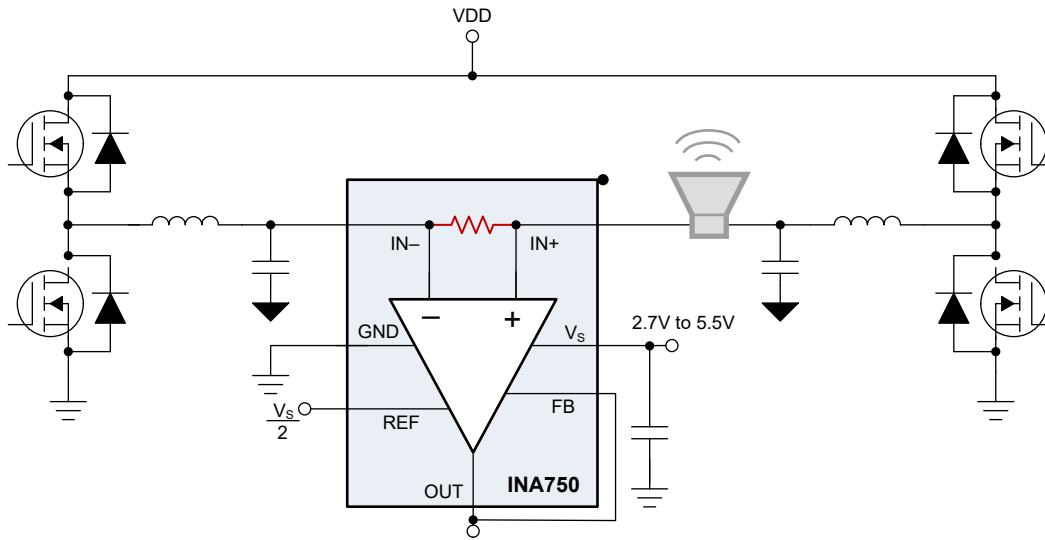 VDD
IN–
IN+
–
+
GND
VS
2.7V to 5.5V
VS
2
REF
FB
OUT
INA750